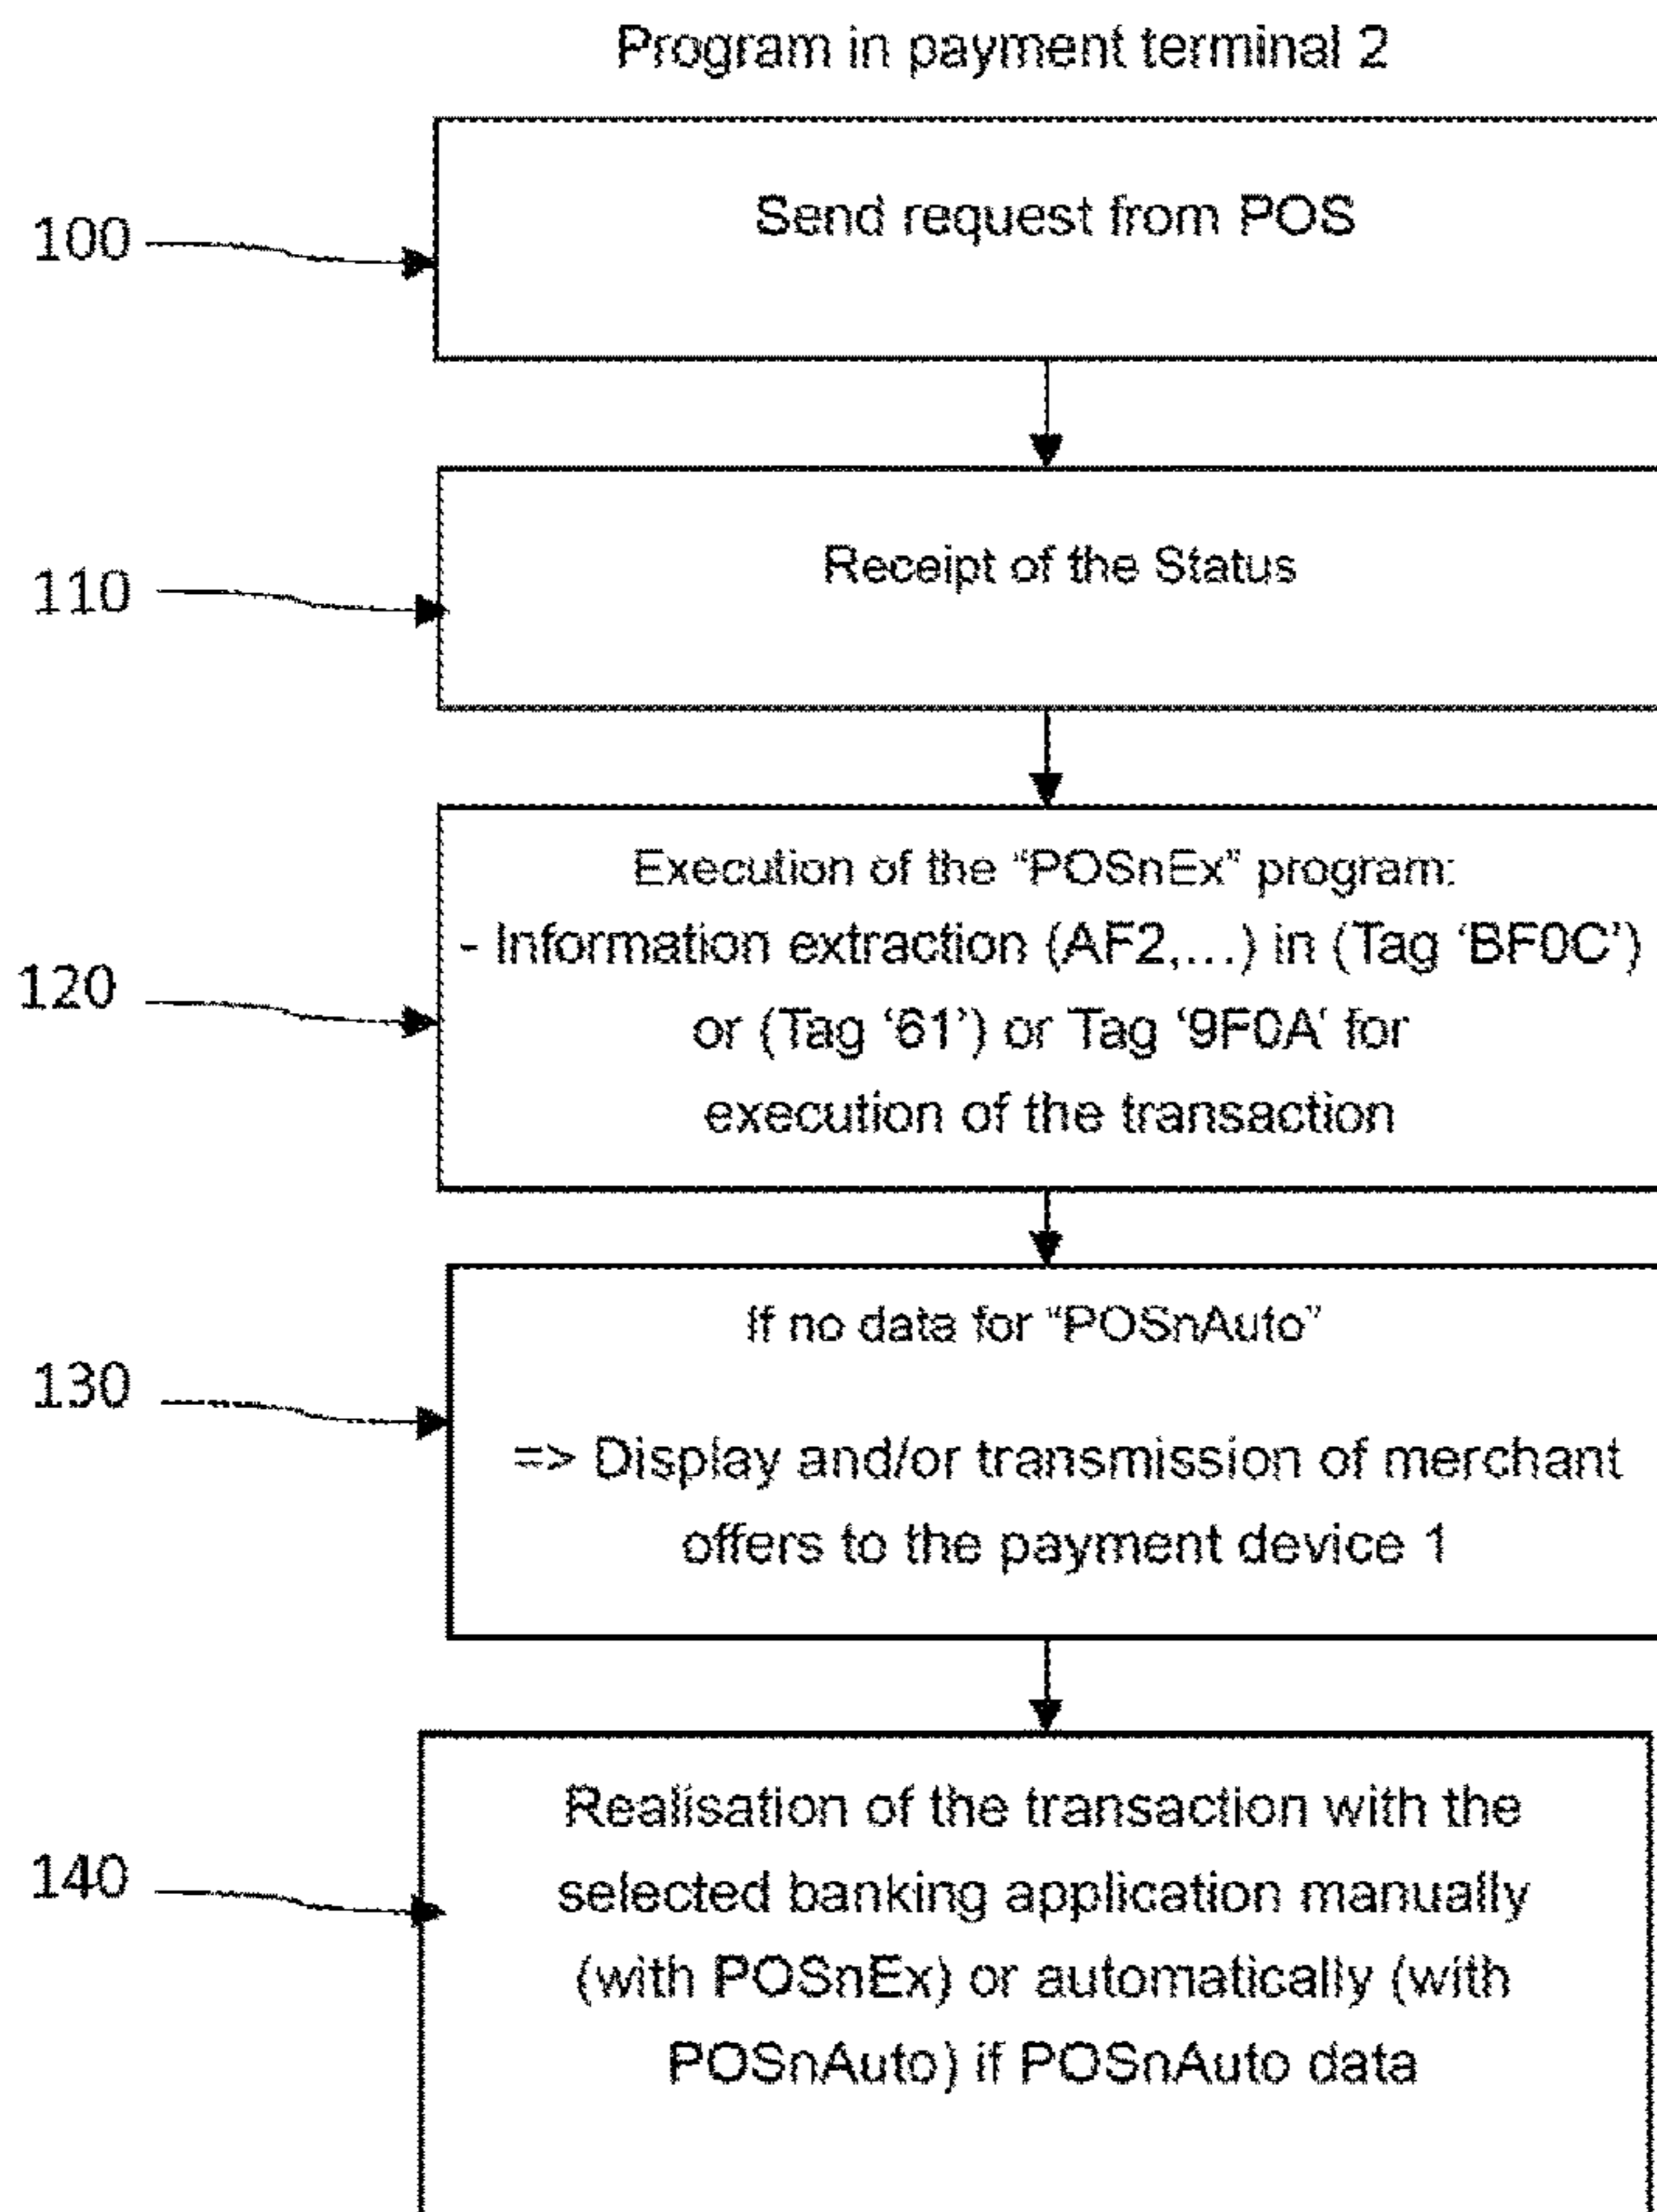 Program in payment terminal 2
100
Send request from POS
110
Receipt of the Status
Execution of the “POSnEx” program:
- Information extraction (AF2,…) in (Tag ‘BF0C’)
120
or (Tag ‘61’) or Tag ‘9F0A‘ for
execution of the transaction
If no data for “POSnAuto”
130
=> Display and/or transmission of merchant
offers to the payment device 1
Realisation of the transaction with the
140
selected banking application manually
(with POSnEx) or automatically (with
POSnAuto) if POSnAuto data